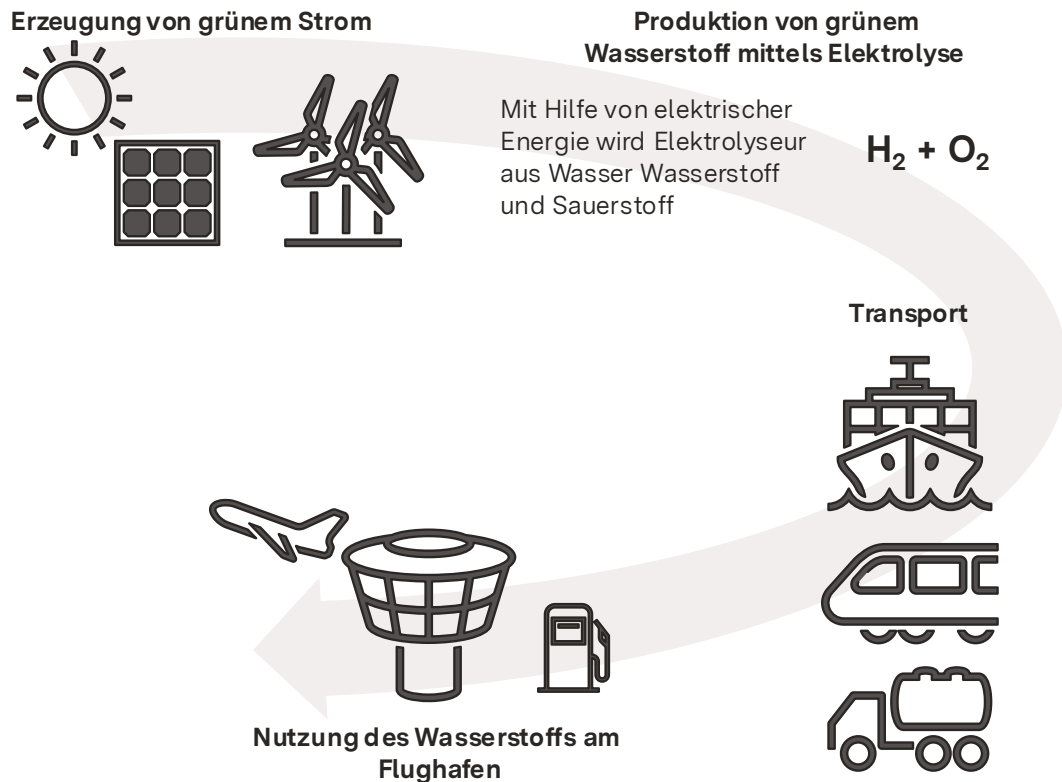 Erzeugung von grünem Strom
Produktion von grünem
Wasserstoff mittels Elektrolyse
Mit Hilfe von elektrischer
Energie wird Elektrolyseur
aus Wasser Wasserstoff
und Sauerstoff
H₂ + O₂
Transport
Nutzung des Wasserstoffs am
Flughafen